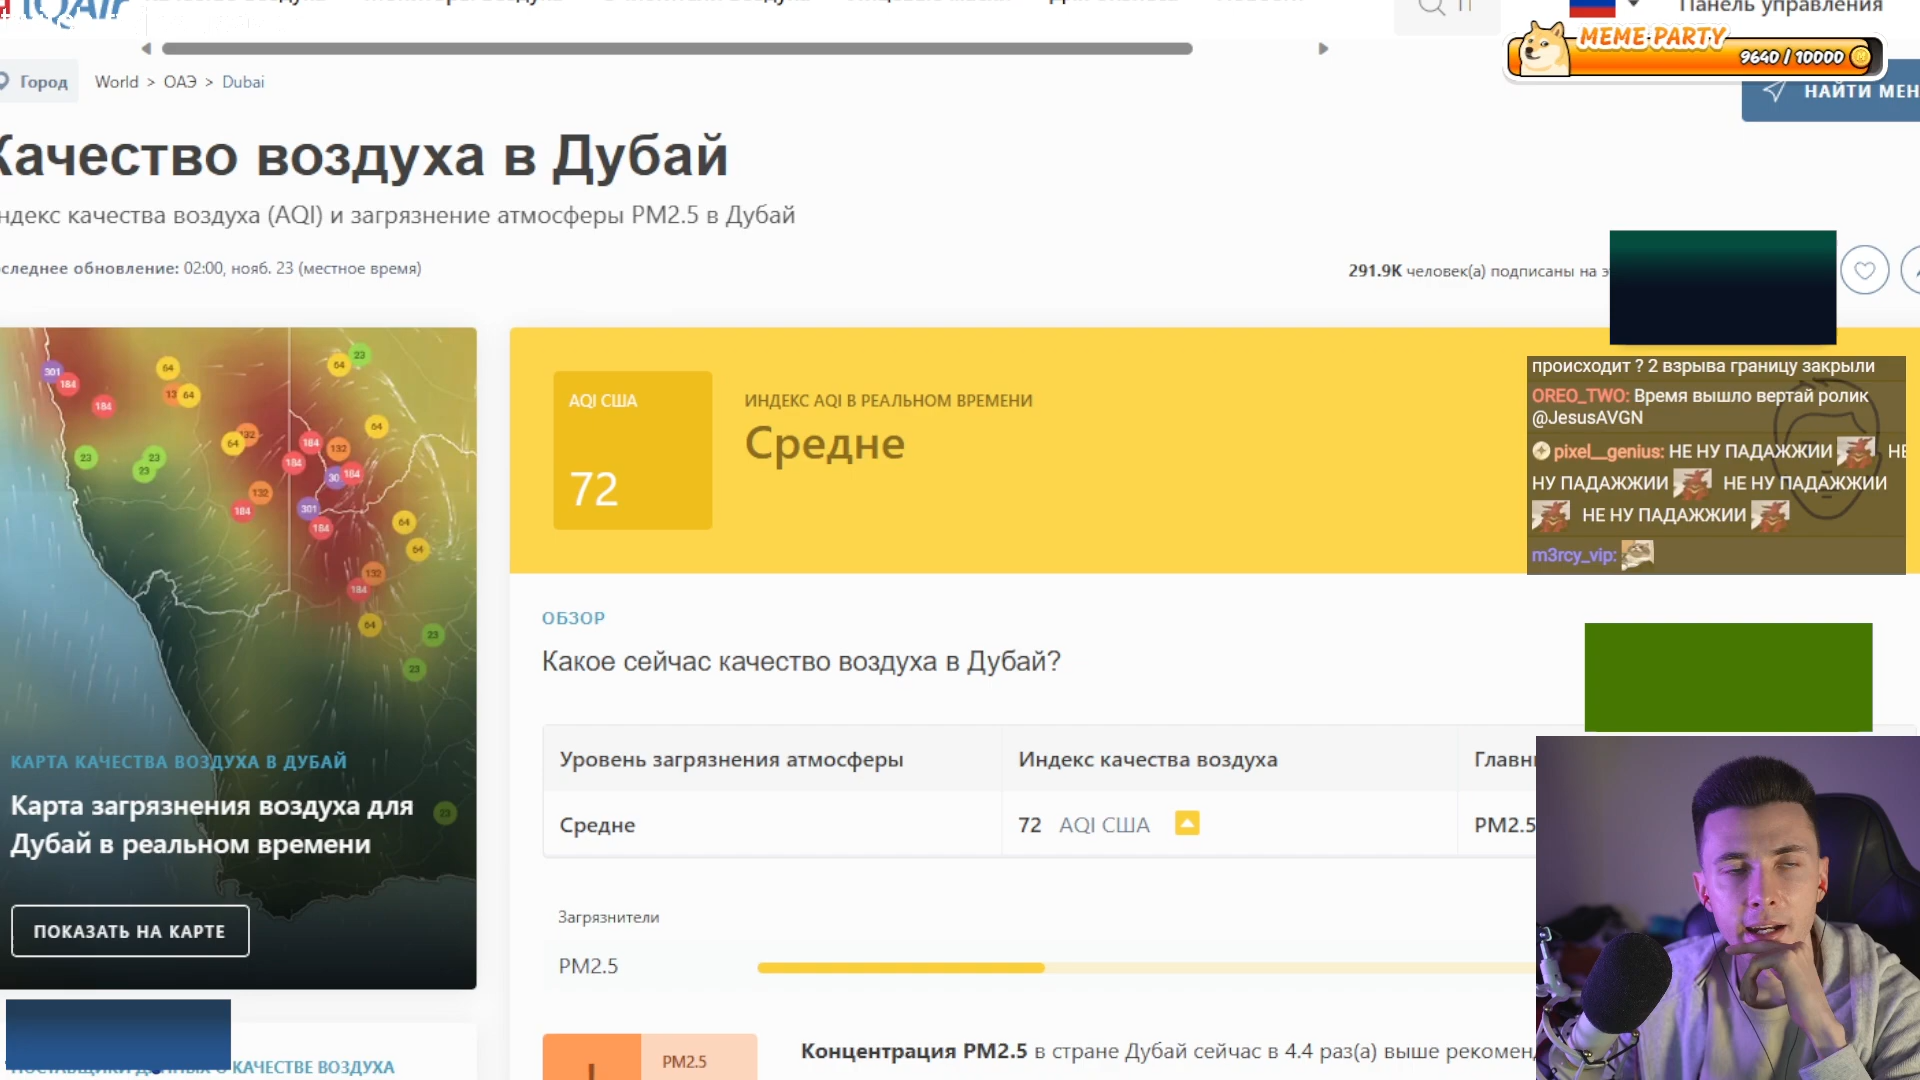 Панель управления
MEME PARTY
9640 / 10000
Город
World > ОАЭ > Dubai
НАЙТИ МЕН
Качество воздуха в Дубай
ндекс качества воздуха (AQI) и загрязнение атмосферы PM2.5 в Дубай
следнее обновление: 02:00, нояб. 23 (местное время)
291.9K человек(а) подписаны на э
происходит ? 2 взрыва границу закрыли
OREO_TWO: Время вышло вертай ролик
@JesusAVGN
pixel__genius: НЕ НУ ПАДАЖЖИИ НЕ
НУ ПАДАЖЖИИ НЕ НУ ПАДАЖЖИИ
НЕ НУ ПАДАЖЖИИ
m3rcy_vip:
AQI США
72
ИНДЕКС AQI В РЕАЛЬНОМ ВРЕМЕНИ
Средне
КАРТА КАЧЕСТВА ВОЗДУХА В ДУБАЙ
Карта загрязнения воздуха для
Дубай в реальном времени
ПОКАЗАТЬ НА КАРТЕ
ОБЗОР
Какое сейчас качество воздуха в Дубай?
Уровень загрязнения атмосферы Индекс качества воздуха Главн
Средне 72 AQI США PM2.5
Загрязнители
PM2.5
! PM2.5
Концентрация PM2.5 в стране Дубай сейчас в 4.4 раз(а) выше рекомен
КАЧЕСТВЕ ВОЗДУХА